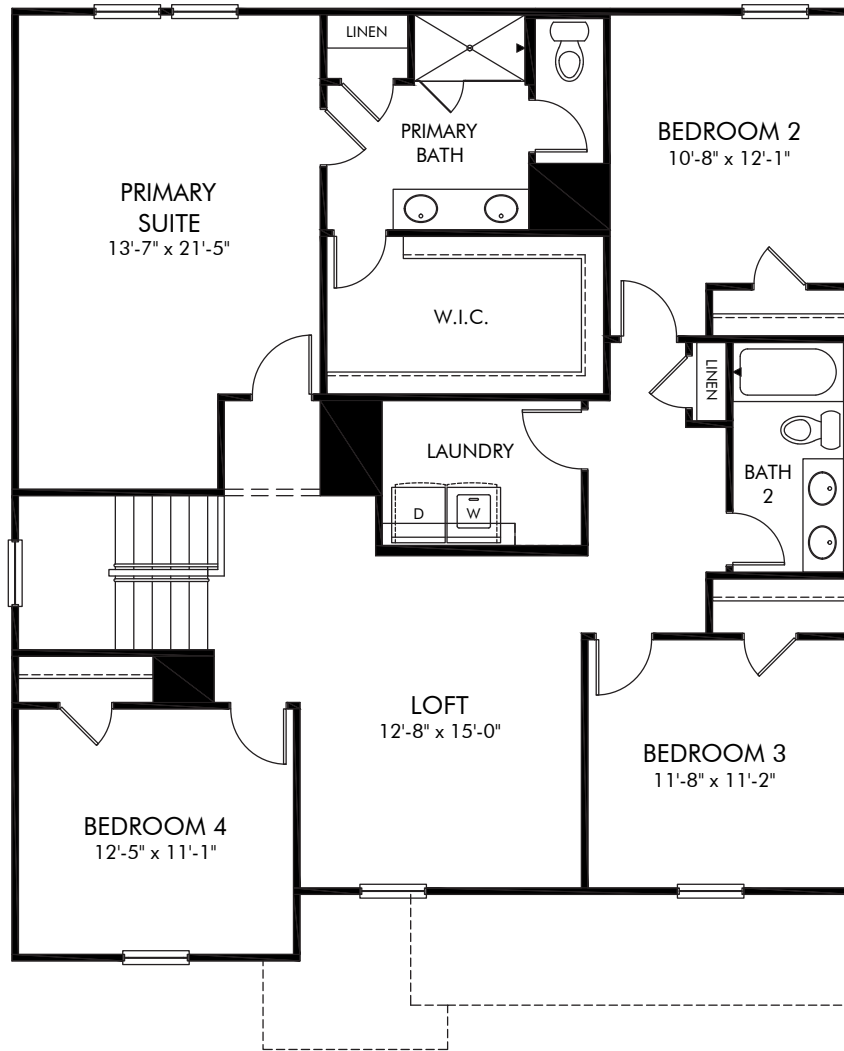 LINEN
PRIMARY
BATH
BEDROOM 2
10'-8" x 12'-1"
PRIMARY
SUITE
13'-7" x 21'-5"
W.I.C.
LINEN
LAUNDRY
D
W
BATH
2
LOFT
12'-8" x 15'-0"
BEDROOM 3
11'-8" x 11'-2"
BEDROOM 4
12'-5" x 11'-1"